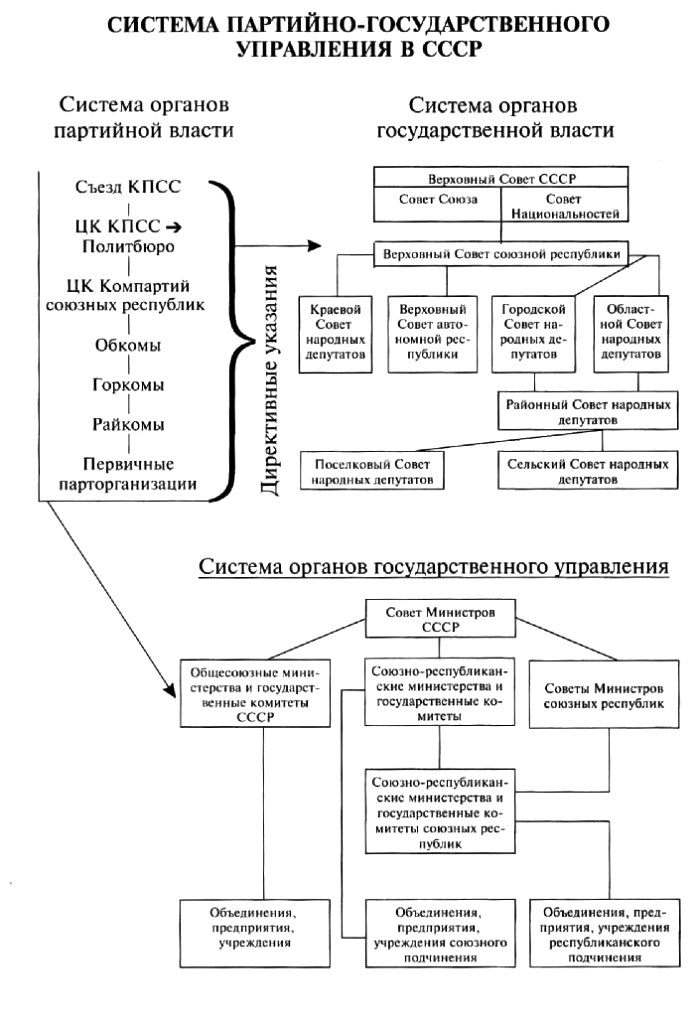 СИСТЕМА ПАРТИЙНО-ГОСУДАРСТВЕННОГО
УПРАВЛЕНИЯ В СССР
Система органов
партийной власти
Съезд КПСС
ЦК КПСС ➔
Политбюро
ЦК Компартий
союзных республик
Обкомы
Горкомы
Райкомы
Первичные
парторганизации
Директивные указания
Система органов
государственной власти
Верховный Совет СССР
Совет Союза
Совет
Национальностей
Верховный Совет союзной республики
Краевой
Совет
народных
депутатов
Верховный
Совет авто-
номной рес-
публики
Городской
Совет на-
родных де-
путатов
Област-
ной Совет
народных
депутатов
Районный Совет народных
депутатов
Поселковый Совет
народных депутатов
Сельский Совет народных
депутатов
Система органов государственного управления
Совет Министров
СССР
Общесоюзные мини-
стерства и государст-
венные комитеты
СССР
Союзно-республикан-
ские министерства и
государственные ко-
митеты
Советы Министров
союзных республик
Союзно-республикан-
ские министерства и
государственные ко-
митеты союзных рес-
публик
Объединения,
предприятия,
учреждения
Объединения,
предприятия,
учреждения союзного
подчинения
Объединения, пред-
приятия, учреждения
республиканского
подчинения